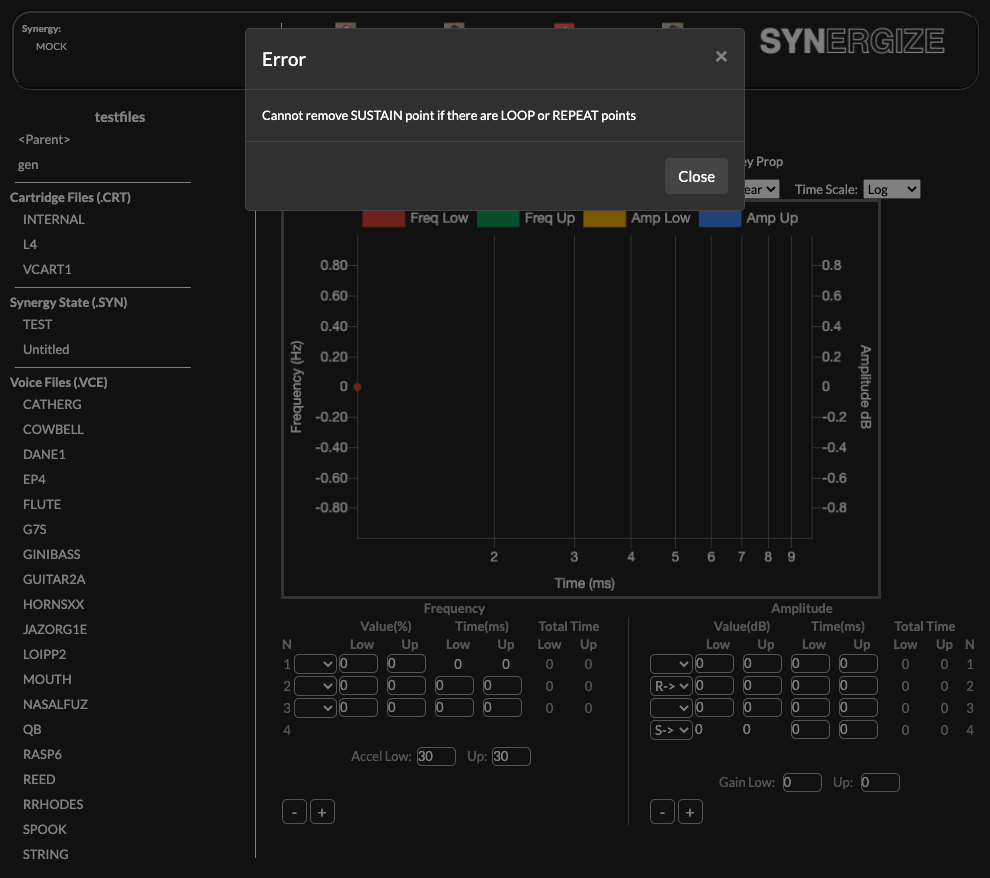 Synergy:
MOCK
SYNERGIZE
Error
×
Cannot remove SUSTAIN point if there are LOOP or REPEAT points
Close
testfiles
<Parent>
gen
Cartridge Files (.CRT)
INTERNAL
L4
VCART1
Synergy State (.SYN)
TEST
Untitled
Voice Files (.VCE)
CATHERG
COWBELL
DANE1
EP4
FLUTE
G7S
GINIBASS
GUITAR2A
HORNSXX
JAZORG1E
LOIPP2
MOUTH
NASALFUZ
QB
RASP6
REED
RRHODES
SPOOK
STRING
ey Prop
ear Time Scale: Log
Freq Low Freq Up Amp Low Amp Up
0.80 0.8
0.60 0.6
0.40 0.4
0.20 0.2
0 0
-0.20 -0.2
-0.40 -0.4
-0.60 -0.6
-0.80 -0.8
Frequency (Hz)
Amplitude dB
2 3 4 5 6 7 8 9
Time (ms)
Frequency
Value(%) Time(ms) Total Time
N Low Up Low Up Low Up
1 0 0 0 0 0 0
2 0 0 0 0 0 0
3 0 0 0 0 0 0
4
Accel Low: 30 Up: 30
- +
Amplitude
Value(dB) Time(ms) Total Time
Low Up Low Up Low Up N
0 0 0 0 0 0 1
R-> 0 0 0 0 0 0 2
0 0 0 0 0 0 3
S-> 0 0 0 0 0 0 4
Gain Low: 0 Up: 0
- +